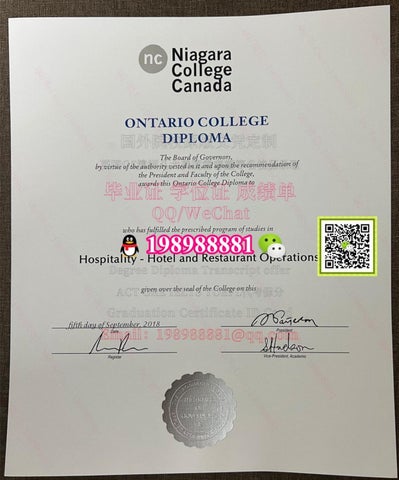 nc
Niagara
College
Canada
ONTARIO COLLEGE
DIPLOMA
The Board of Governors,
by virtue of the authority vested in it and upon the recommendation of
the President and Faculty of the College,
awards this Ontario College Diploma to
毕业证 学位证 成绩单
QQ/WeChat
who has fulfilled the prescribed program of studies in
198988881
Hospitality - Hotel and Restaurant Operations
Degree Diploma Transcript offer
given over the seal of the College on this
Graduation Certificate ID
fifth day of September, 2018
Date
President
Email: 198988881@qq.com
Registrar
Vice-President, Academic